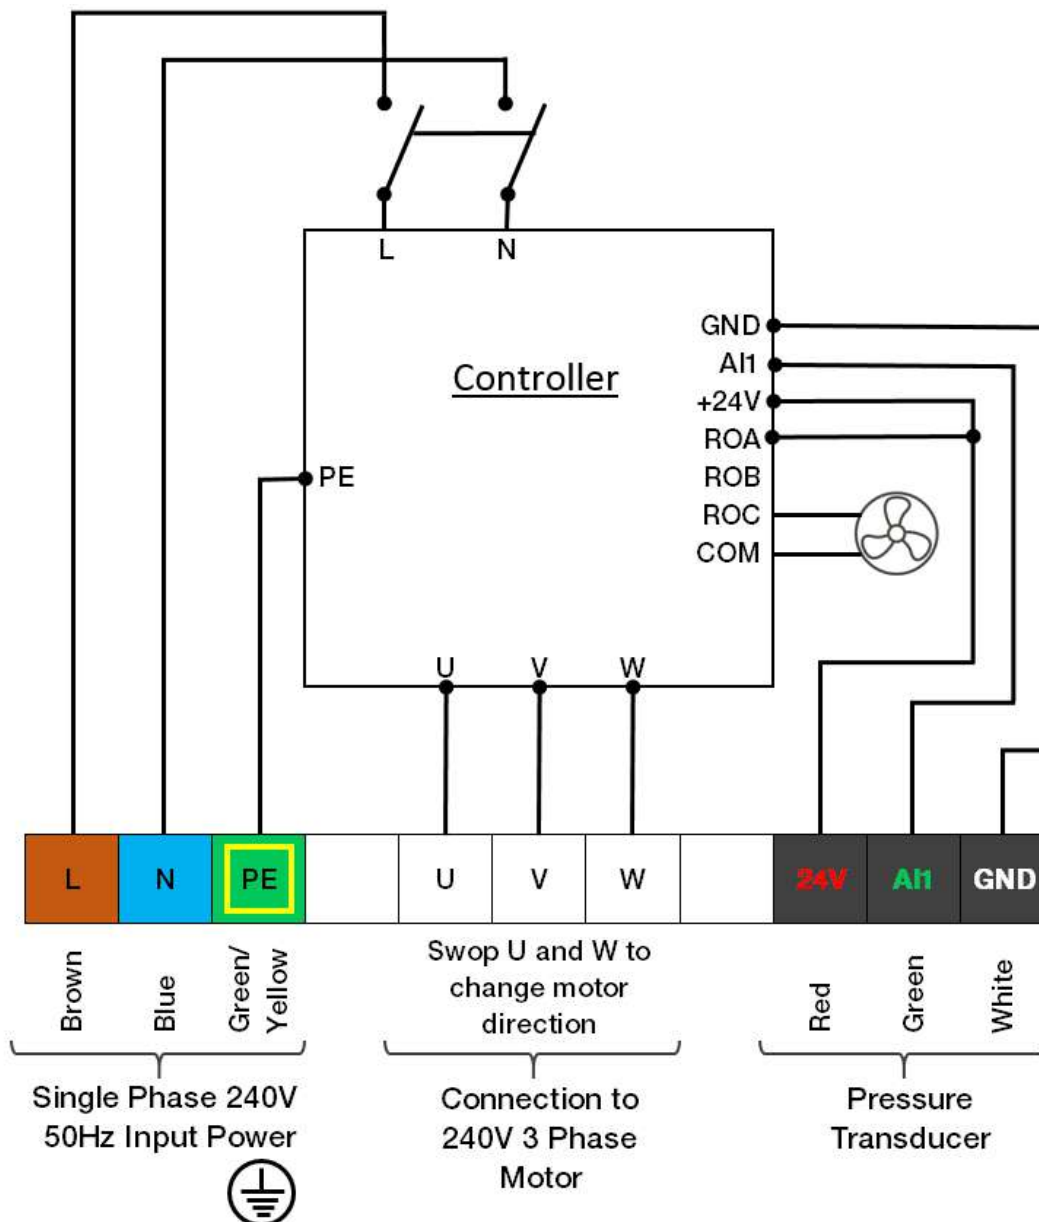 L
N
GND
AI1
Controller
+24V
ROA
PE
ROB
ROC
COM
U
V
W
L
N
PE
U
V
W
24V
AI1
GND
Brown
Blue
Green/
Yellow
Swop U and W to
change motor
direction
Red
Green
White
Single Phase 240V
50Hz Input Power
Connection to
240V 3 Phase
Motor
Pressure
Transducer